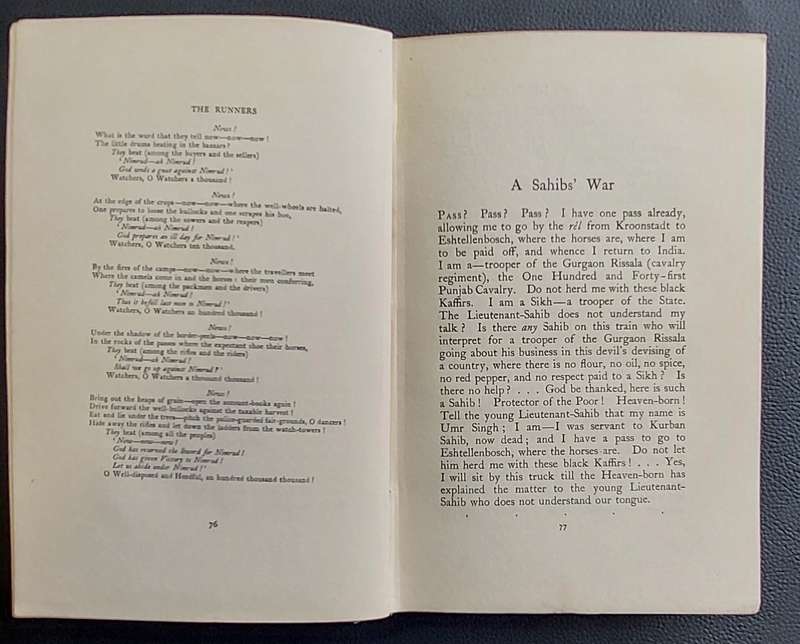 THE RUNNERS
News!
What is the word that they tell now—now—now!
The little drums beating in the bazaars?
They beat (among the buyers and the sellers)
'Nimrud—ah Nimrud!
God sends a gnat against Nimrud!'
Watchers, O Watchers a thousand!
News!
At the edge of the crops—now—now—where the well-wheels are halted,
One prepares to loose the bullocks and one scrapes his hoe,
They beat (among the sowers and the reapers)
'Nimrud—ah Nimrud!
God prepares an ill day for Nimrud!'
Watchers, O Watchers ten thousand.
News!
By the fires of the camps—now—now—where the travellers meet
Where the camels come in and the horses: their men conferring,
They beat (among the packmen and the drivers)
'Nimrud—ah Nimrud!
Thus it befell last noon to Nimrud!'
Watchers, O Watchers an hundred thousand!
News!
Under the shadow of the border-peels—now—now—now!
In the rocks of the passes where the expectant shoe their horses,
They beat (among the rifles and the riders)
'Nimrud—ah Nimrud!
Shall we go up against Nimrud?'
Watchers, O Watchers a thousand thousand!
News!
Bring out the heaps of grain—open the account-books again!
Drive forward the well-bullocks against the taxable harvest!
Eat and lie under the trees—pitch the police-guarded fair-grounds, O dancers!
Hide away the rifles and let down the ladders from the watch-towers!
They beat (among all the peoples)
'Now—now—now!
God has reserved the Sword for Nimrud!
God has given Victory to Nimrud!
Let us abide under Nimrud!'
O Well-disposed and Heedful, an hundred thousand thousand!
76
A Sahibs' War
PASS? Pass? Pass? I have one pass already,
allowing me to go by the rêl from Kroonstadt to
Eshtellenbosch, where the horses are, where I am
to be paid off, and whence I return to India.
I am a—trooper of the Gurgaon Rissala (cavalry
regiment), the One Hundred and Forty-first
Punjab Cavalry. Do not herd me with these black
Kaffirs. I am a Sikh—a trooper of the State.
The Lieutenant-Sahib does not understand my
talk? Is there any Sahib on this train who will
interpret for a trooper of the Gurgaon Rissala
going about his business in this devil's devising of
a country, where there is no flour, no oil, no spice,
no red pepper, and no respect paid to a Sikh? Is
there no help? . . . God be thanked, here is such
a Sahib! Protector of the Poor! Heaven-born!
Tell the young Lieutenant-Sahib that my name is
Umr Singh; I am—I was servant to Kurban
Sahib, now dead; and I have a pass to go to
Eshtellenbosch, where the horses are. Do not let
him herd me with these black Kaffirs! . . . Yes,
I will sit by this truck till the Heaven-born has
explained the matter to the young Lieutenant-
Sahib who does not understand our tongue.
. . . . .
77